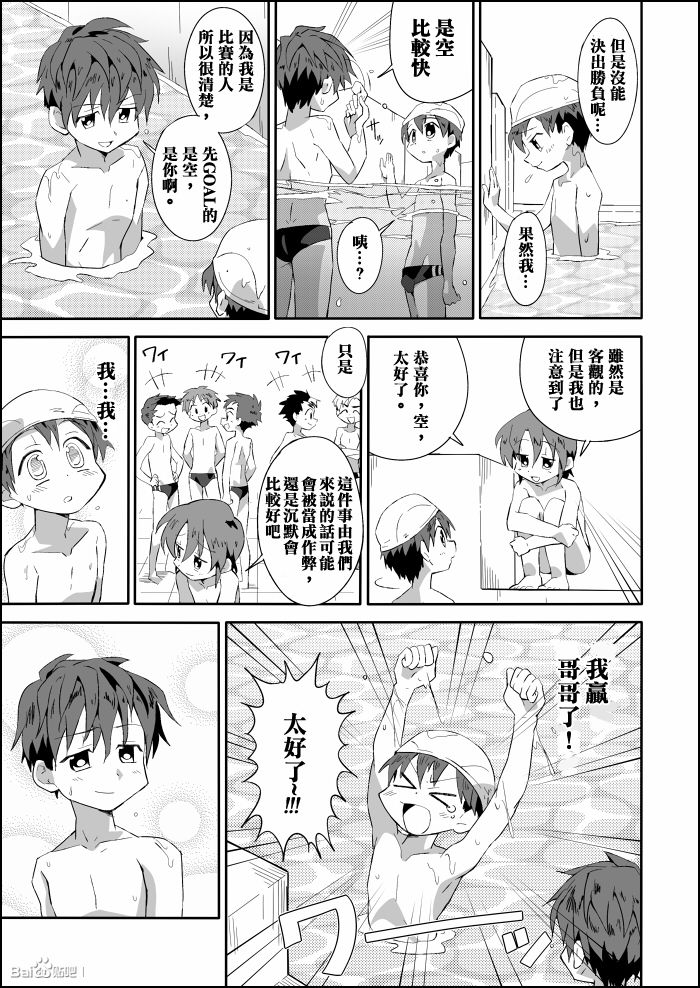 但是沒能
決出勝負呢…
果然我…
是空
比較快
咦…？
因為我是
比賽的人
所以很清楚，
先GOAL的
是空，
是你啊。
雖然是
客觀的，
但是我也
注意到了
恭喜你，空，
太好了。
只是
ワイ
ワイ
這件事由我們
來說的話可能
會被當成作弊，
還是沉默會
比較好吧
我…我…
我贏
哥哥了！
太好了~!!!
Bai 贴吧